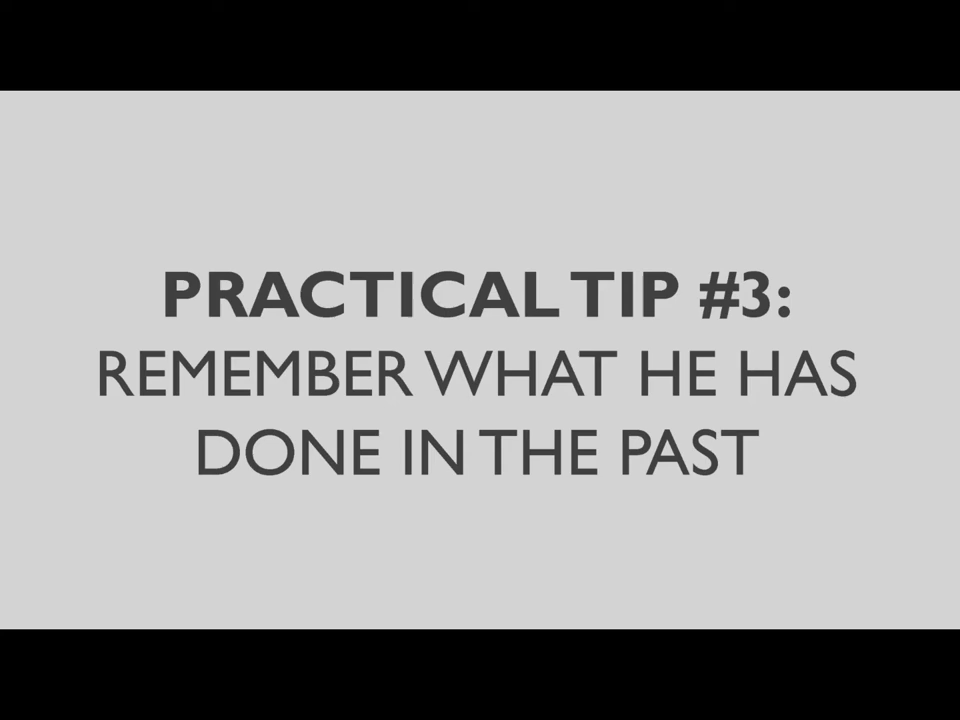 PRACTICAL TIP #3:
REMEMBER WHAT HE HAS
DONE IN THE PAST